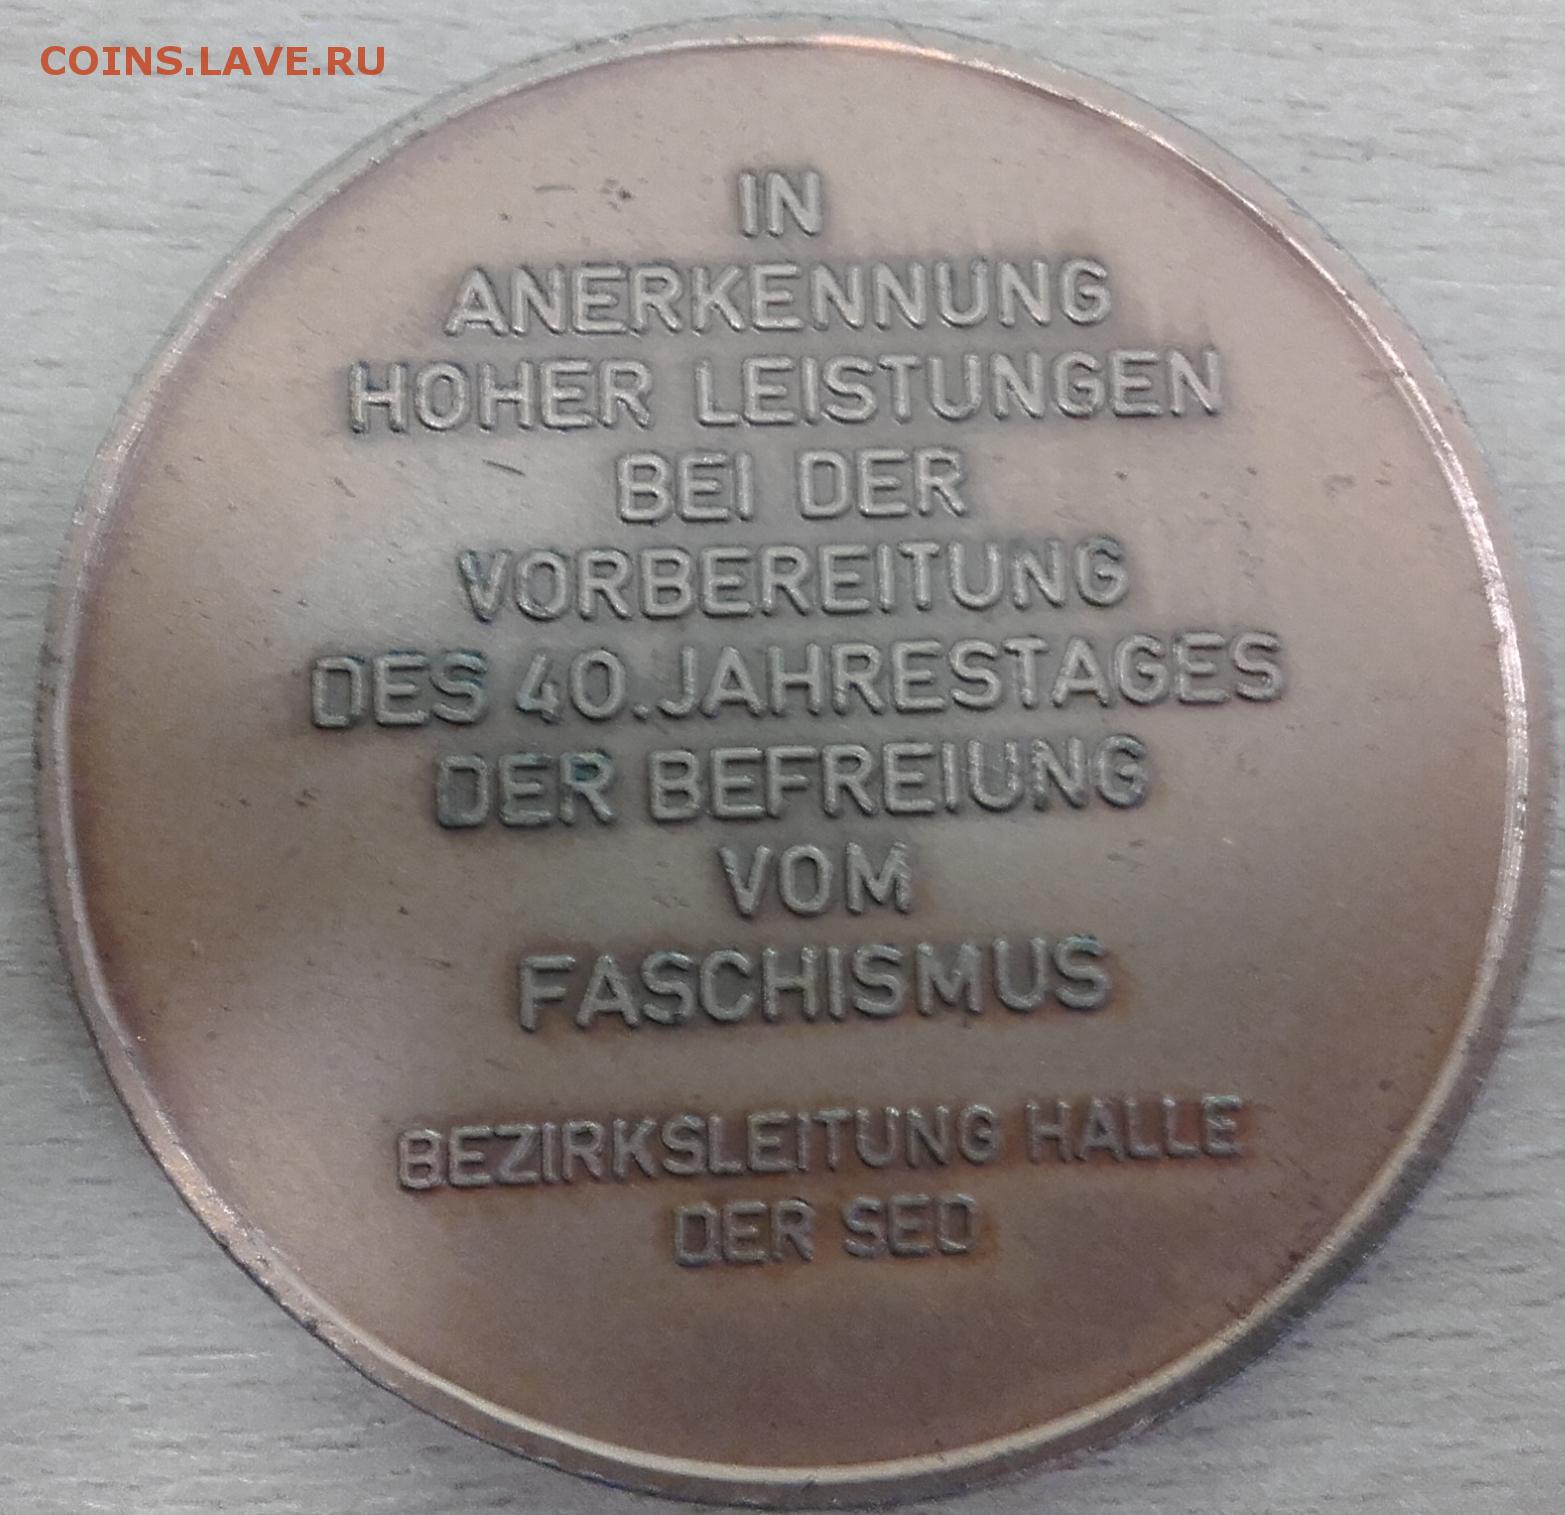 COINS.LAVE.RU
IN
ANERKENNUNG
HOHER LEISTUNGEN
BEI DER
VORBEREITUNG
DES 40. JAHRESTAGES
DER BEFREIUNG
VOM
FASCHISMUS
BEZIRKSLEITUNG HALLE
DER SED